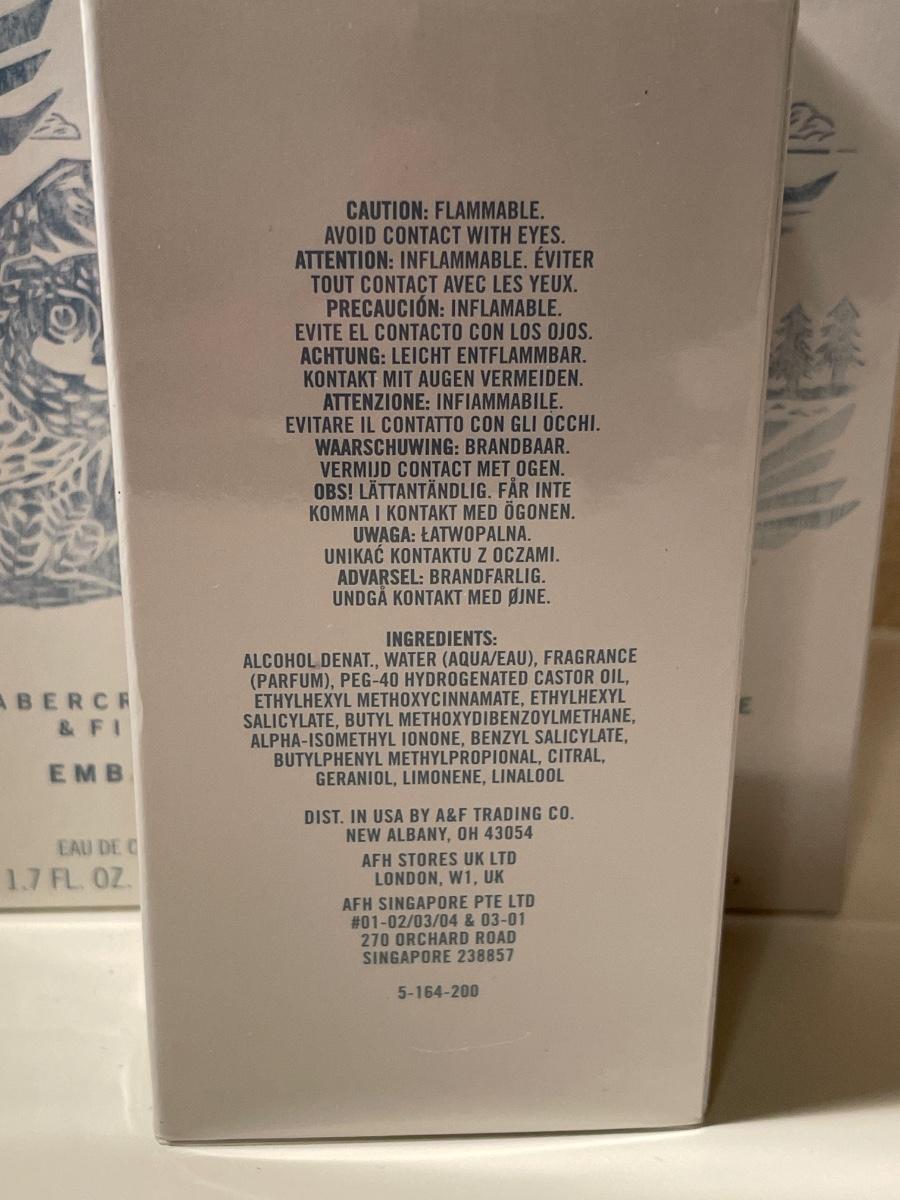 CAUTION: FLAMMABLE.
AVOID CONTACT WITH EYES.
ATTENTION: INFLAMMABLE. ÉVITER
TOUT CONTACT AVEC LES YEUX.
PRECAUCIÓN: INFLAMABLE.
EVITE EL CONTACTO CON LOS OJOS.
ACHTUNG: LEICHT ENTFLAMMBAR.
KONTAKT MIT AUGEN VERMEIDEN.
ATTENZIONE: INFIAMMABILE.
EVITARE IL CONTATTO CON GLI OCCHI.
WAARSCHUWING: BRANDBAAR.
VERMIJD CONTACT MET OGEN.
OBS! LÄTTANTÄNDLIG. FÅR INTE
KOMMA I KONTAKT MED ÖGONEN.
UWAGA: ŁATWOPALNA.
UNIKAĆ KONTAKTU Z OCZAMI.
ADVARSEL: BRANDFARLIG.
UNDGÅ KONTAKT MED ØJNE.
INGREDIENTS:
ALCOHOL DENAT., WATER (AQUA/EAU), FRAGRANCE
(PARFUM), PEG-40 HYDROGENATED CASTOR OIL,
ETHYLHEXYL METHOXYCINNAMATE, ETHYLHEXYL
SALICYLATE, BUTYL METHOXYDIBENZOYLMETHANE,
ALPHA-ISOMETHYL IONONE, BENZYL SALICYLATE,
BUTYLPHENYL METHYLPROPIONAL, CITRAL,
GERANIOL, LIMONENE, LINALOOL
DIST. IN USA BY A&F TRADING CO.
NEW ALBANY, OH 43054
AFH STORES UK LTD
LONDON, W1, UK
AFH SINGAPORE PTE LTD
#01-02/03/04 & 03-01
270 ORCHARD ROAD
SINGAPORE 238857
5-164-200
ABERCR
& FI
EMB
EAU DE C
1.7 FL. OZ.
E